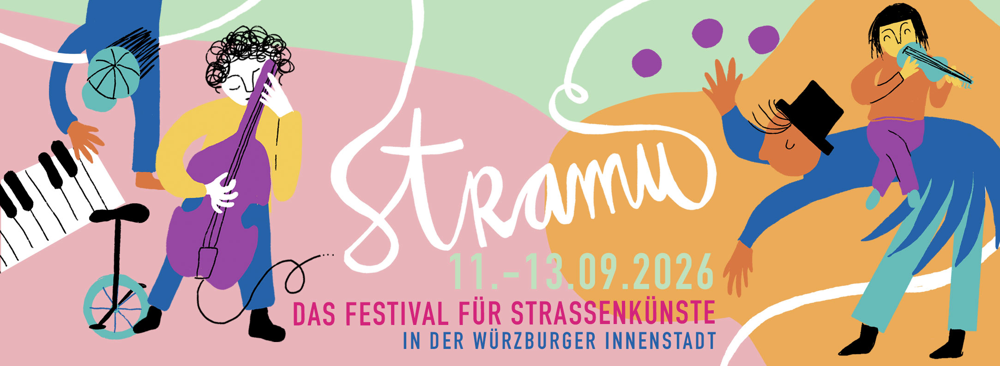 Stramu
11.-13.09.2026
DAS FESTIVAL FÜR STRASSENKÜNSTE
IN DER WÜRZBURGER INNENSTADT